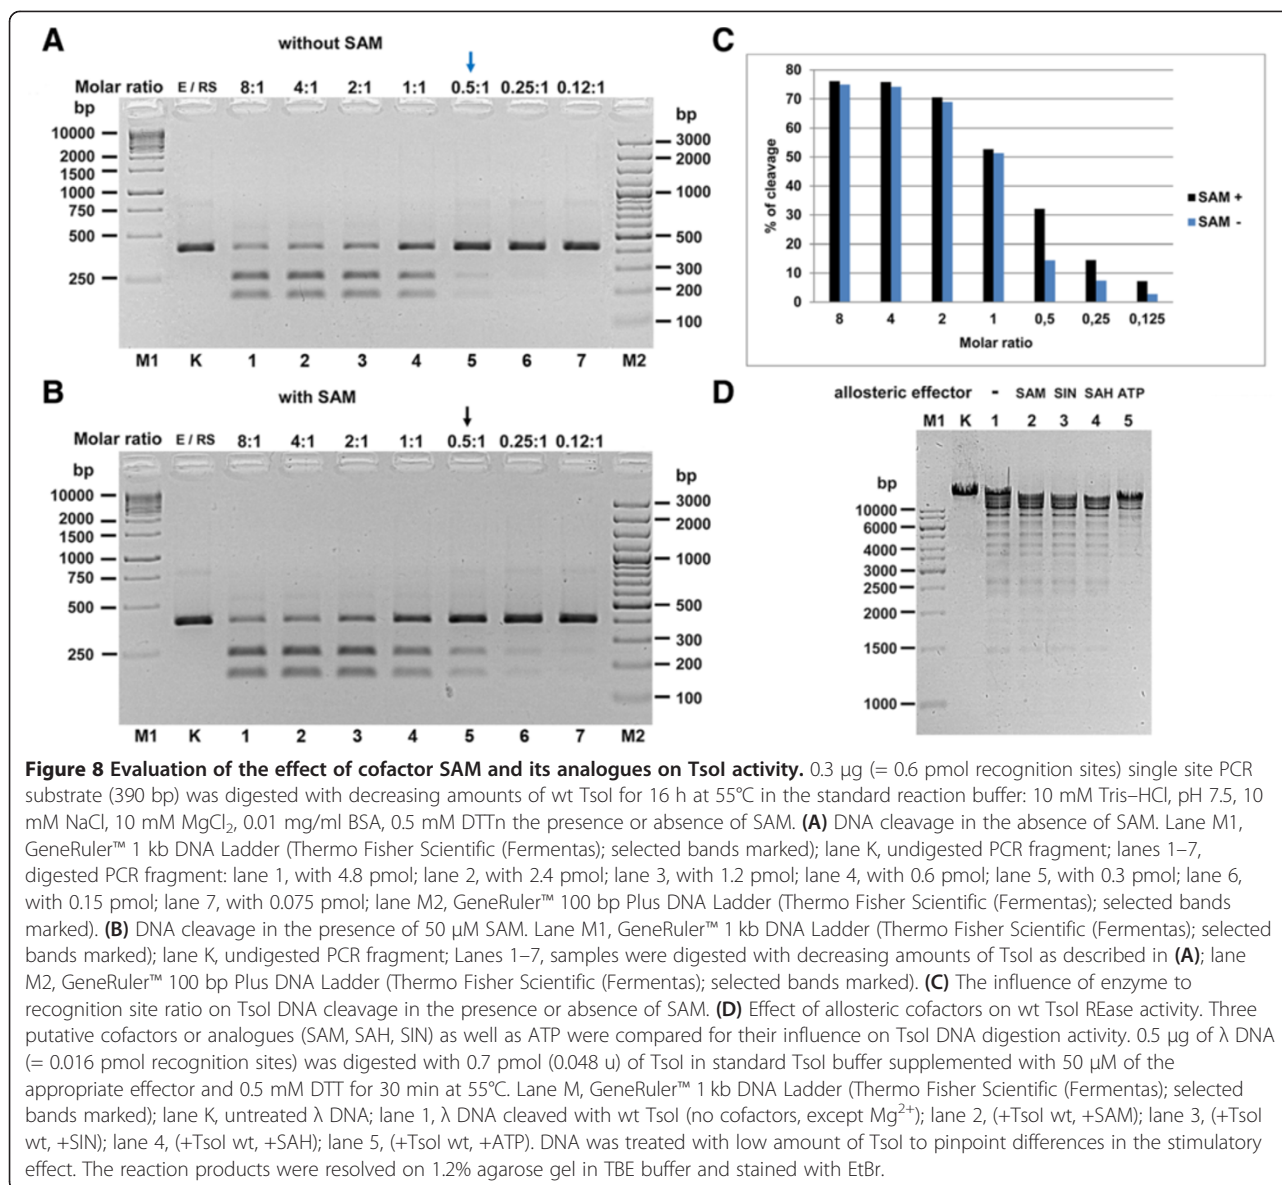 A
without SAM
Molar ratio E / RS 8:1 4:1 2:1 1:1 0.5:1 0.25:1 0.12:1
bp
10000
2000
1500
1000
750
500
250
bp
3000
2000
1000
500
300
200
100
M1 K 1 2 3 4 5 6 7 M2
B
with SAM
Molar ratio E / RS 8:1 4:1 2:1 1:1 0.5:1 0.25:1 0.12:1
bp
10000
2000
1500
1000
750
500
250
bp
3000
2000
1000
500
300
200
100
M1 K 1 2 3 4 5 6 7 M2
C
80
70
60
50
40
30
20
10
0
% of cleavage
8 4 2 1 0,5 0,25 0,125
Molar ratio
SAM +
SAM -
D
allosteric effector - SAM SIN SAH ATP
M1 K 1 2 3 4 5
bp
10000
6000
4000
3000
2500
2000
1500
1000
Figure 8 Evaluation of the effect of cofactor SAM and its analogues on TsoI activity. 0.3 μg (= 0.6 pmol recognition sites) single site PCR
substrate (390 bp) was digested with decreasing amounts of wt TsoI for 16 h at 55°C in the standard reaction buffer: 10 mM Tris–HCl, pH 7.5, 10
mM NaCl, 10 mM MgCl₂, 0.01 mg/ml BSA, 0.5 mM DTTn the presence or absence of SAM. (A) DNA cleavage in the absence of SAM. Lane M1,
GeneRuler™ 1 kb DNA Ladder (Thermo Fisher Scientific (Fermentas); selected bands marked); lane K, undigested PCR fragment; lanes 1–7,
digested PCR fragment: lane 1, with 4.8 pmol; lane 2, with 2.4 pmol; lane 3, with 1.2 pmol; lane 4, with 0.6 pmol; lane 5, with 0.3 pmol; lane 6,
with 0.15 pmol; lane 7, with 0.075 pmol; lane M2, GeneRuler™ 100 bp Plus DNA Ladder (Thermo Fisher Scientific (Fermentas); selected bands
marked). (B) DNA cleavage in the presence of 50 μM SAM. Lane M1, GeneRuler™ 1 kb DNA Ladder (Thermo Fisher Scientific (Fermentas); selected
bands marked); lane K, undigested PCR fragment; Lanes 1–7, samples were digested with decreasing amounts of TsoI as described in (A); lane
M2, GeneRuler™ 100 bp Plus DNA Ladder (Thermo Fisher Scientific (Fermentas); selected bands marked). (C) The influence of enzyme to
recognition site ratio on TsoI DNA cleavage in the presence or absence of SAM. (D) Effect of allosteric cofactors on wt TsoI REase activity. Three
putative cofactors or analogues (SAM, SAH, SIN) as well as ATP were compared for their influence on TsoI DNA digestion activity. 0.5 μg of λ DNA
(= 0.016 pmol recognition sites) was digested with 0.7 pmol (0.048 u) of TsoI in standard TsoI buffer supplemented with 50 μM of the
appropriate effector and 0.5 mM DTT for 30 min at 55°C. Lane M, GeneRuler™ 1 kb DNA Ladder (Thermo Fisher Scientific (Fermentas); selected
bands marked); lane K, untreated λ DNA; lane 1, λ DNA cleaved with wt TsoI (no cofactors, except Mg²⁺); lane 2, (+TsoI wt, +SAM); lane 3, (+TsoI
wt, +SIN); lane 4, (+TsoI wt, +SAH); lane 5, (+TsoI wt, +ATP). DNA was treated with low amount of TsoI to pinpoint differences in the stimulatory
effect. The reaction products were resolved on 1.2% agarose gel in TBE buffer and stained with EtBr.